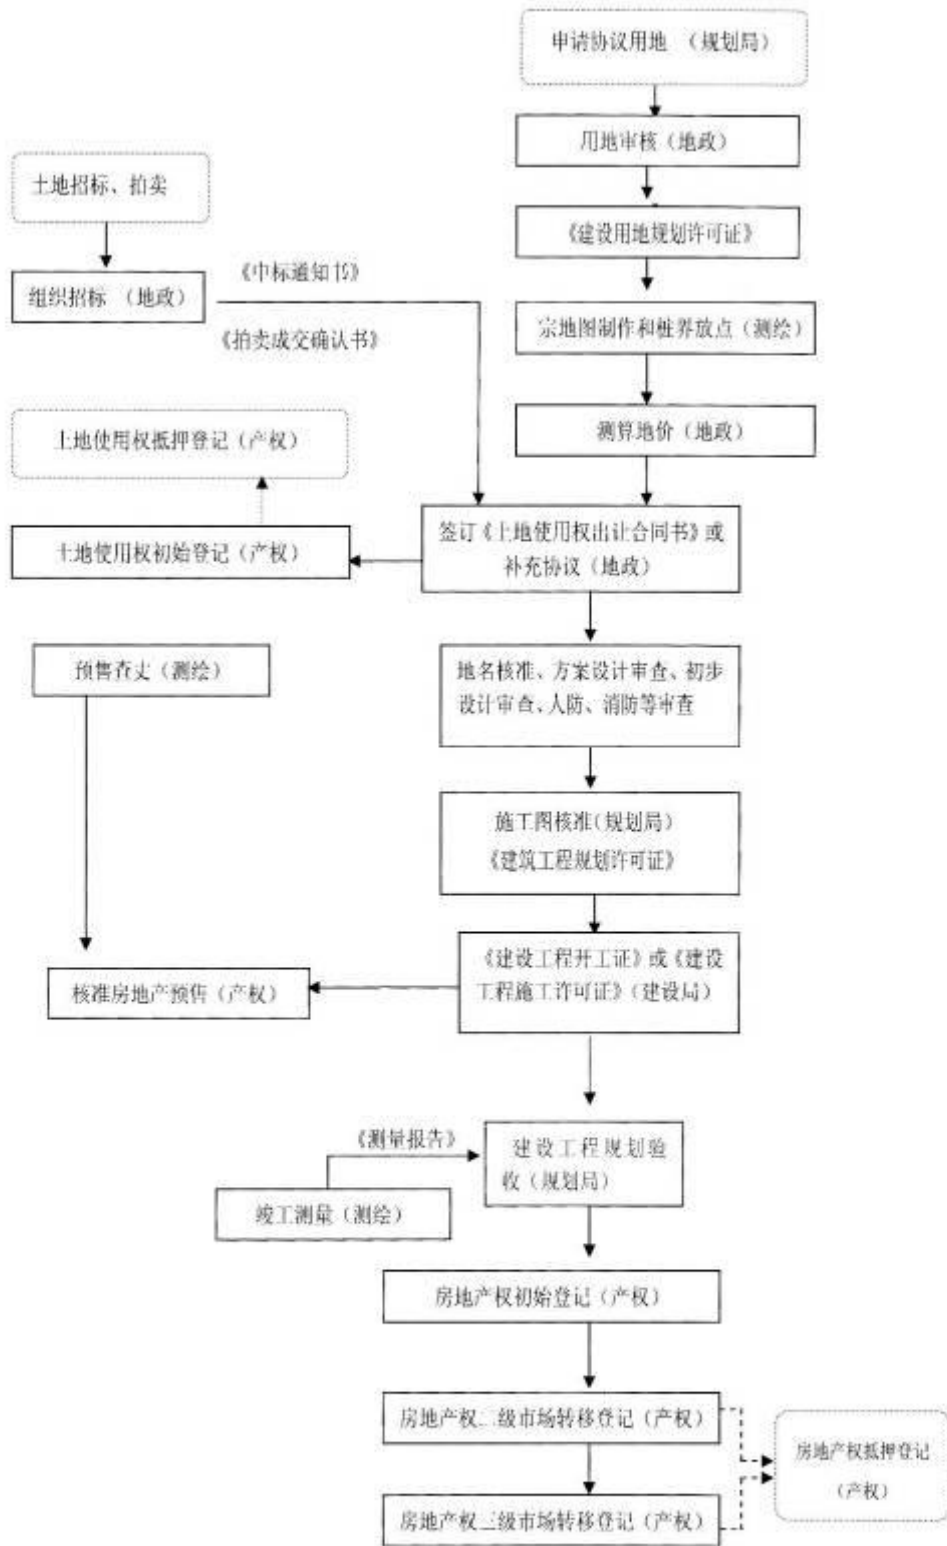 申请协议用地 （规划局）
用地审核（地政）
土地招标、拍卖
《建设用地规划许可证》
《中标通知书》
组织招标 （地政）
宗地图制作和桩界放点（测绘）
《拍卖成交确认书》
测算地价（地政）
土地使用权抵押登记（产权）
签订《土地使用权出让合同书》或
补充协议（地政）
土地使用权初始登记（产权）
地名核准、方案设计审查、初步
设计审查、人防、消防等审查
预售查丈（测绘）
施工图核准（规划局）
《建筑工程规划许可证》
《建设工程开工证》或《建设
工程施工许可证》（建设局）
核准房地产预售（产权）
《测量报告》
建设工程规划验
收（规划局）
竣工测量（测绘）
房地产权初始登记（产权）
房地产权二级市场转移登记（产权）
房地产权抵押登记
（产权）
房地产权三级市场转移登记（产权）